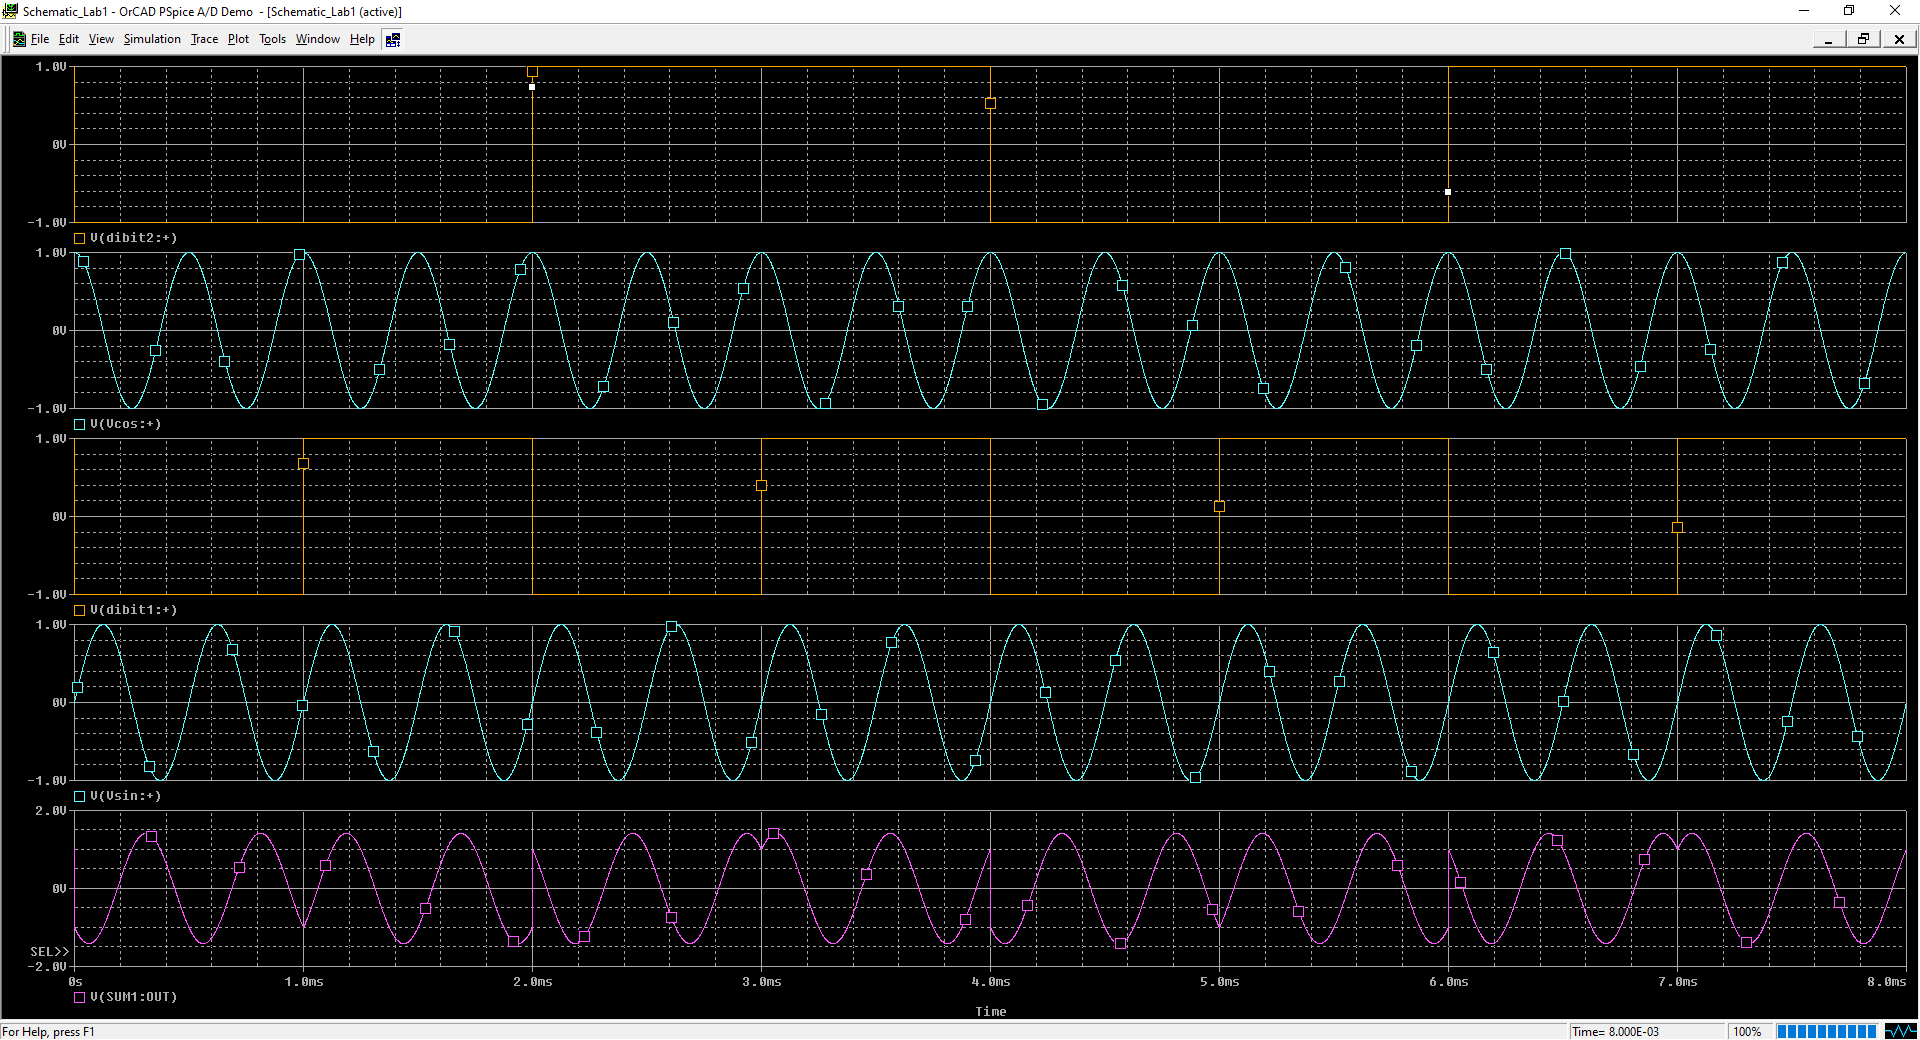 Schematic_Lab1 - OrCAD PSpice A/D Demo - [Schematic_Lab1 (active)]
File Edit View Simulation Trace Plot Tools Window Help
1.0V
0V
-1.0V
V(dibit2:+)
1.0V
0V
-1.0V
V(Vcos:+)
1.0V
0V
-1.0V
V(dibit1:+)
1.0V
0V
-1.0V
V(Vsin:+)
2.0V
0V
SEL>>
-2.0V
0s 1.0ms 2.0ms 3.0ms 4.0ms 5.0ms 6.0ms 7.0ms 8.0ms
V(SUM1:OUT)
Time
For Help, press F1 Time= 8.000E-03 100%